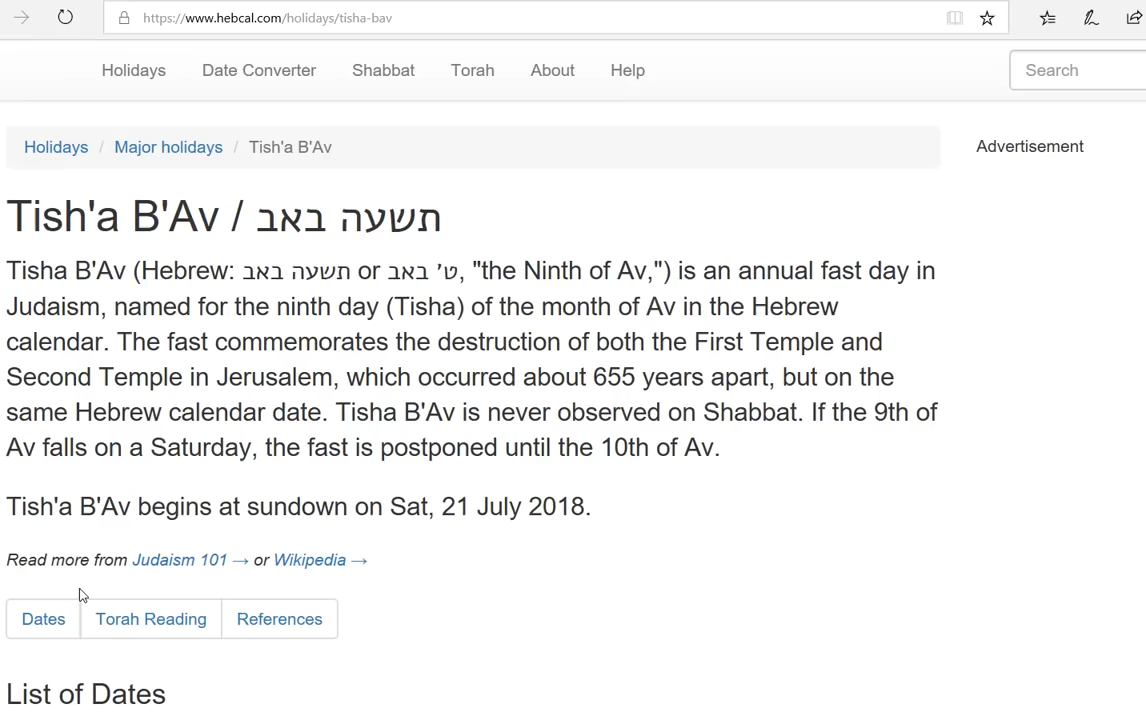 https://www.hebcal.com/holidays/tisha-bav
Holidays Date Converter Shabbat Torah About Help Search
Holidays / Major holidays / Tish'a B'Av
Advertisement
Tish'a B'Av / תשעה באב
Tisha B'Av (Hebrew: תשעה באב or ט׳ באב, "the Ninth of Av,") is an annual fast day in
Judaism, named for the ninth day (Tisha) of the month of Av in the Hebrew
calendar. The fast commemorates the destruction of both the First Temple and
Second Temple in Jerusalem, which occurred about 655 years apart, but on the
same Hebrew calendar date. Tisha B'Av is never observed on Shabbat. If the 9th of
Av falls on a Saturday, the fast is postponed until the 10th of Av.
Tish'a B'Av begins at sundown on Sat, 21 July 2018.
Read more from Judaism 101 → or Wikipedia →
Dates Torah Reading References
List of Dates